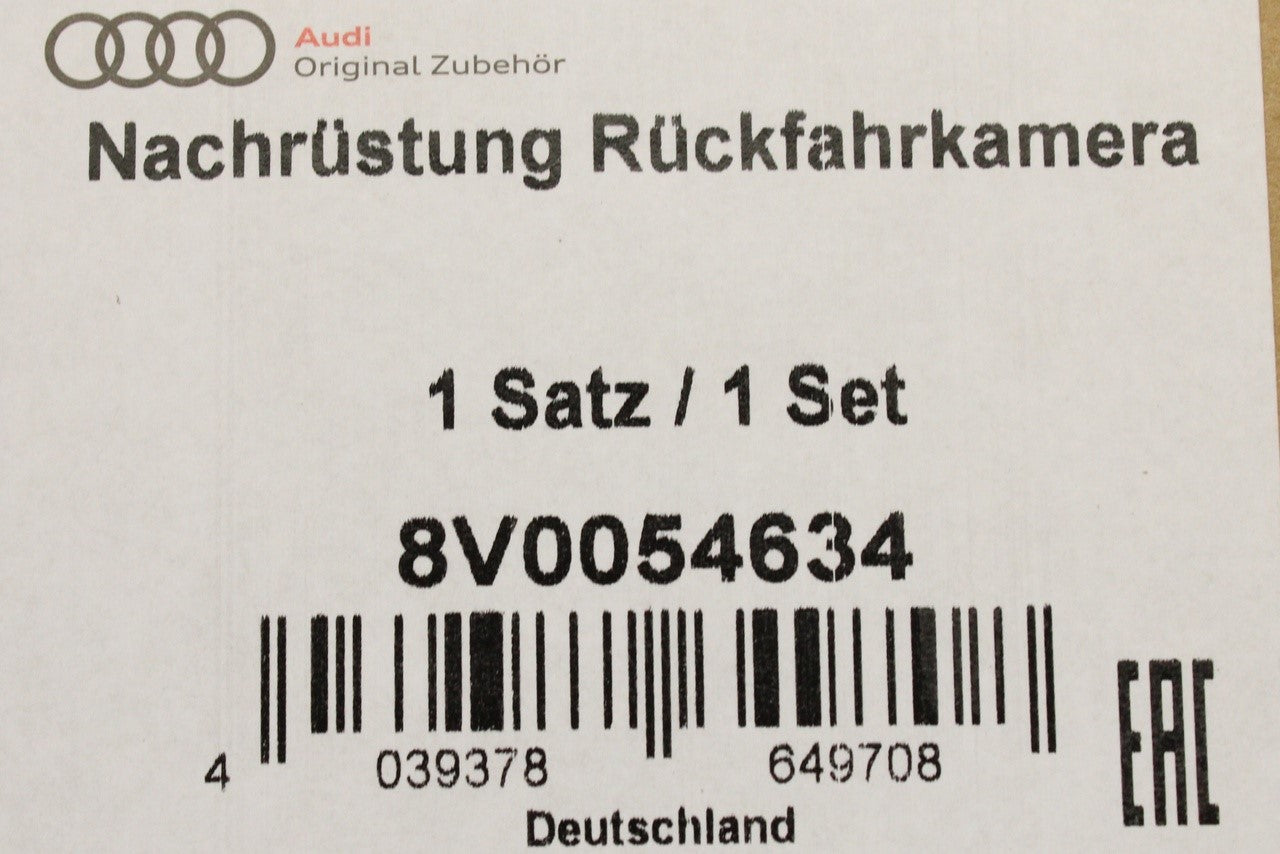 Audi
Original Zubehör
Nachrüstung Rückfahrkamera
1 Satz / 1 Set
8V0054634
4 039378 649708
Deutschland
EAC